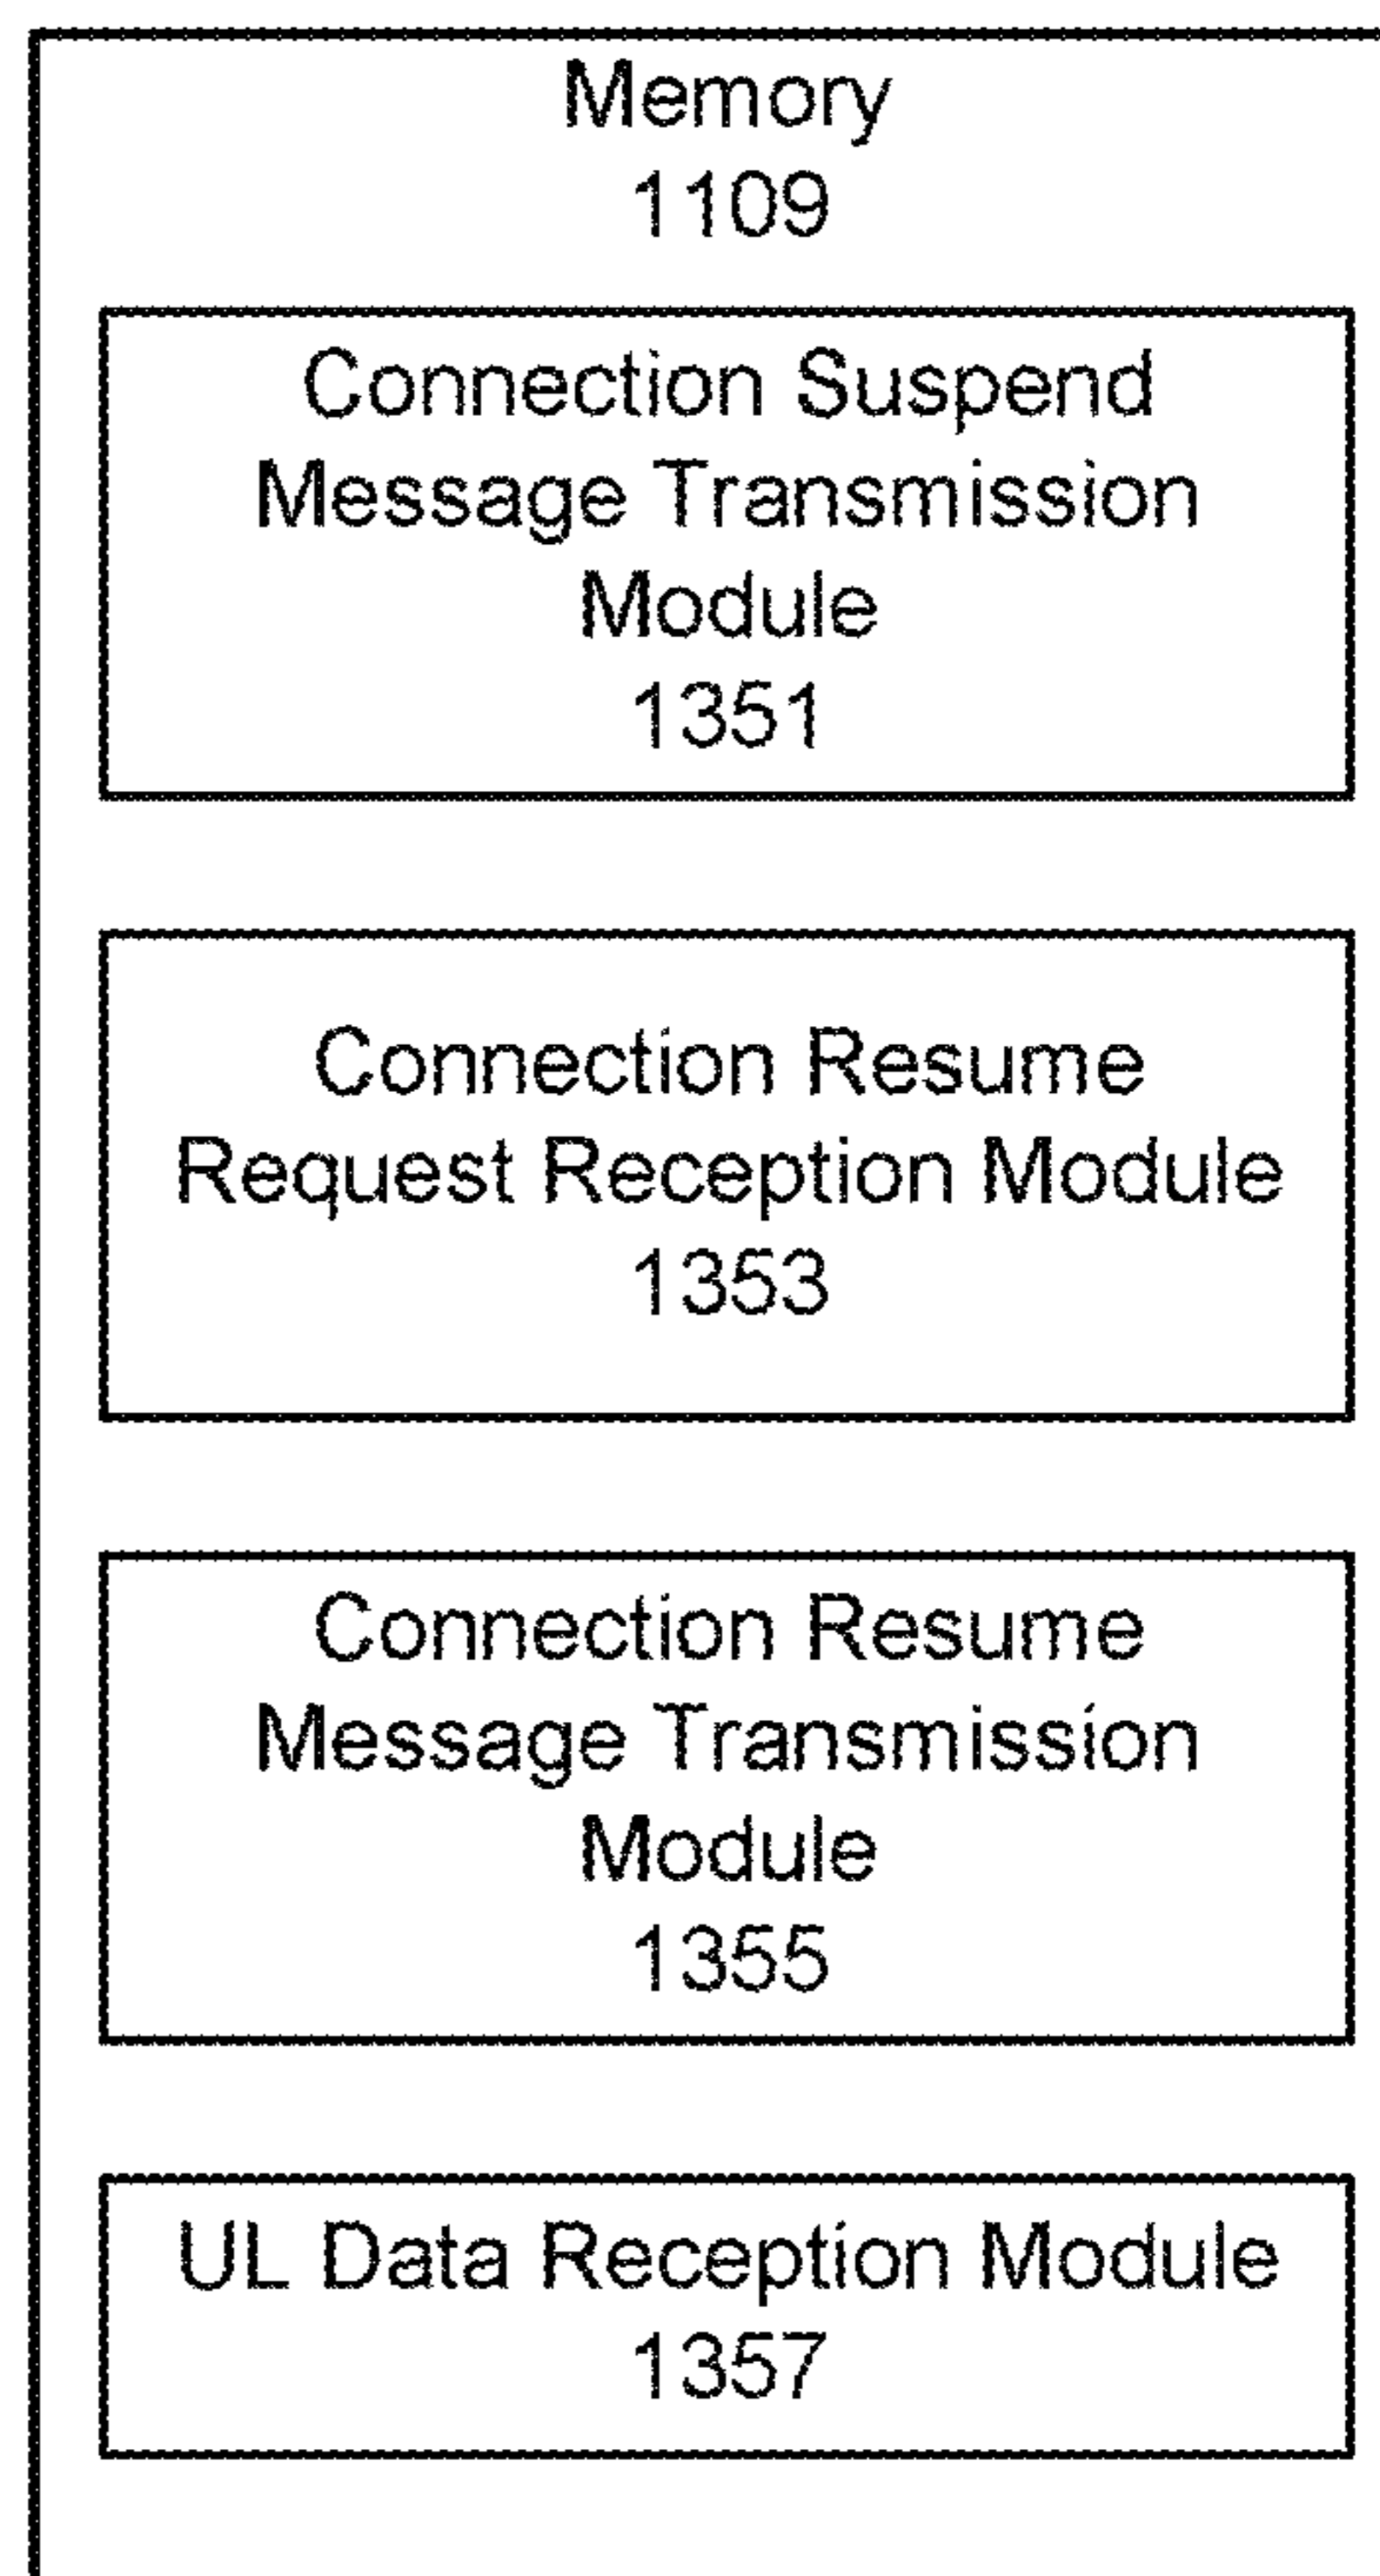 Memory
1109
Connection Suspend
Message Transmission
Module
1351
Connection Resume
Request Reception Module
1353
Connection Resume
Message Transmission
Module
1355
UL Data Reception Module
1357